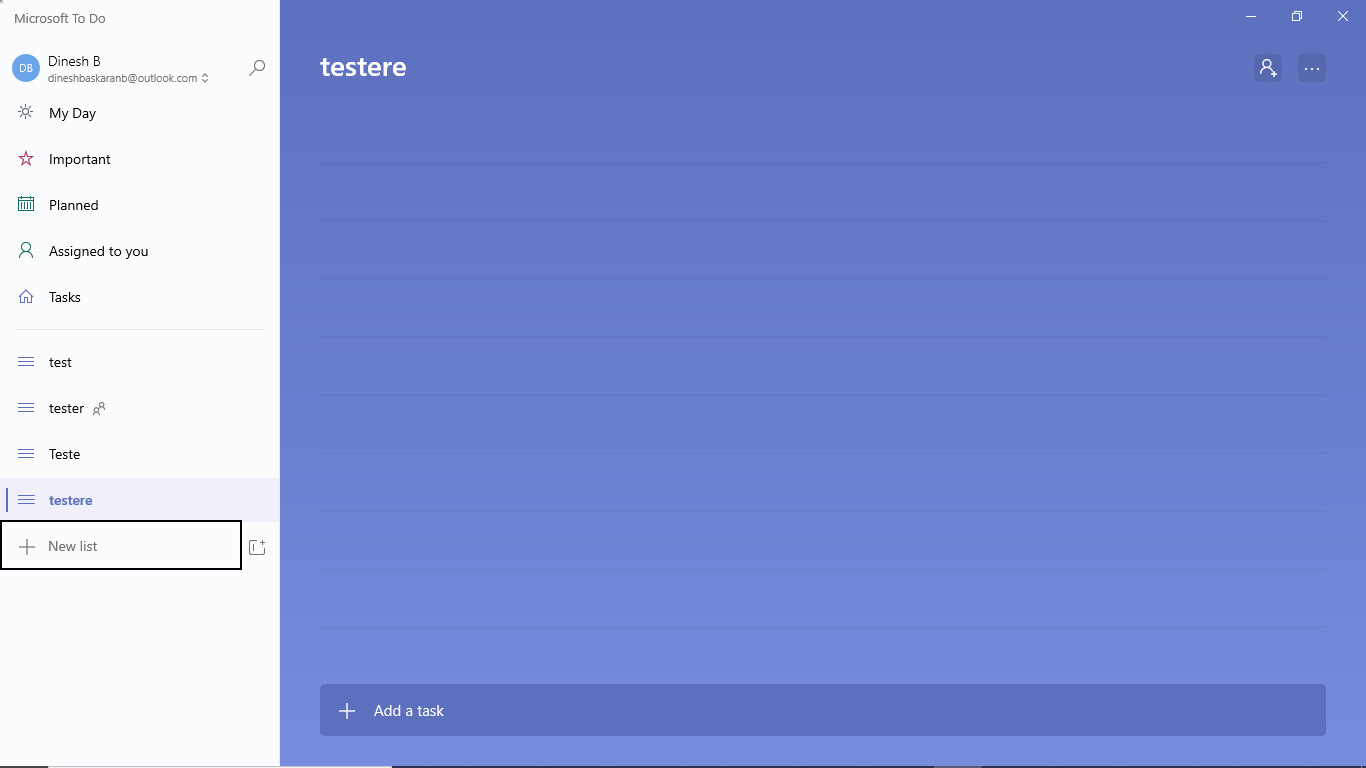 Microsoft To Do
DB
Dinesh B
dineshbaskaranb@outlook.com
My Day
Important
Planned
Assigned to you
Tasks
test
tester
Teste
testere
New list
testere
Add a task